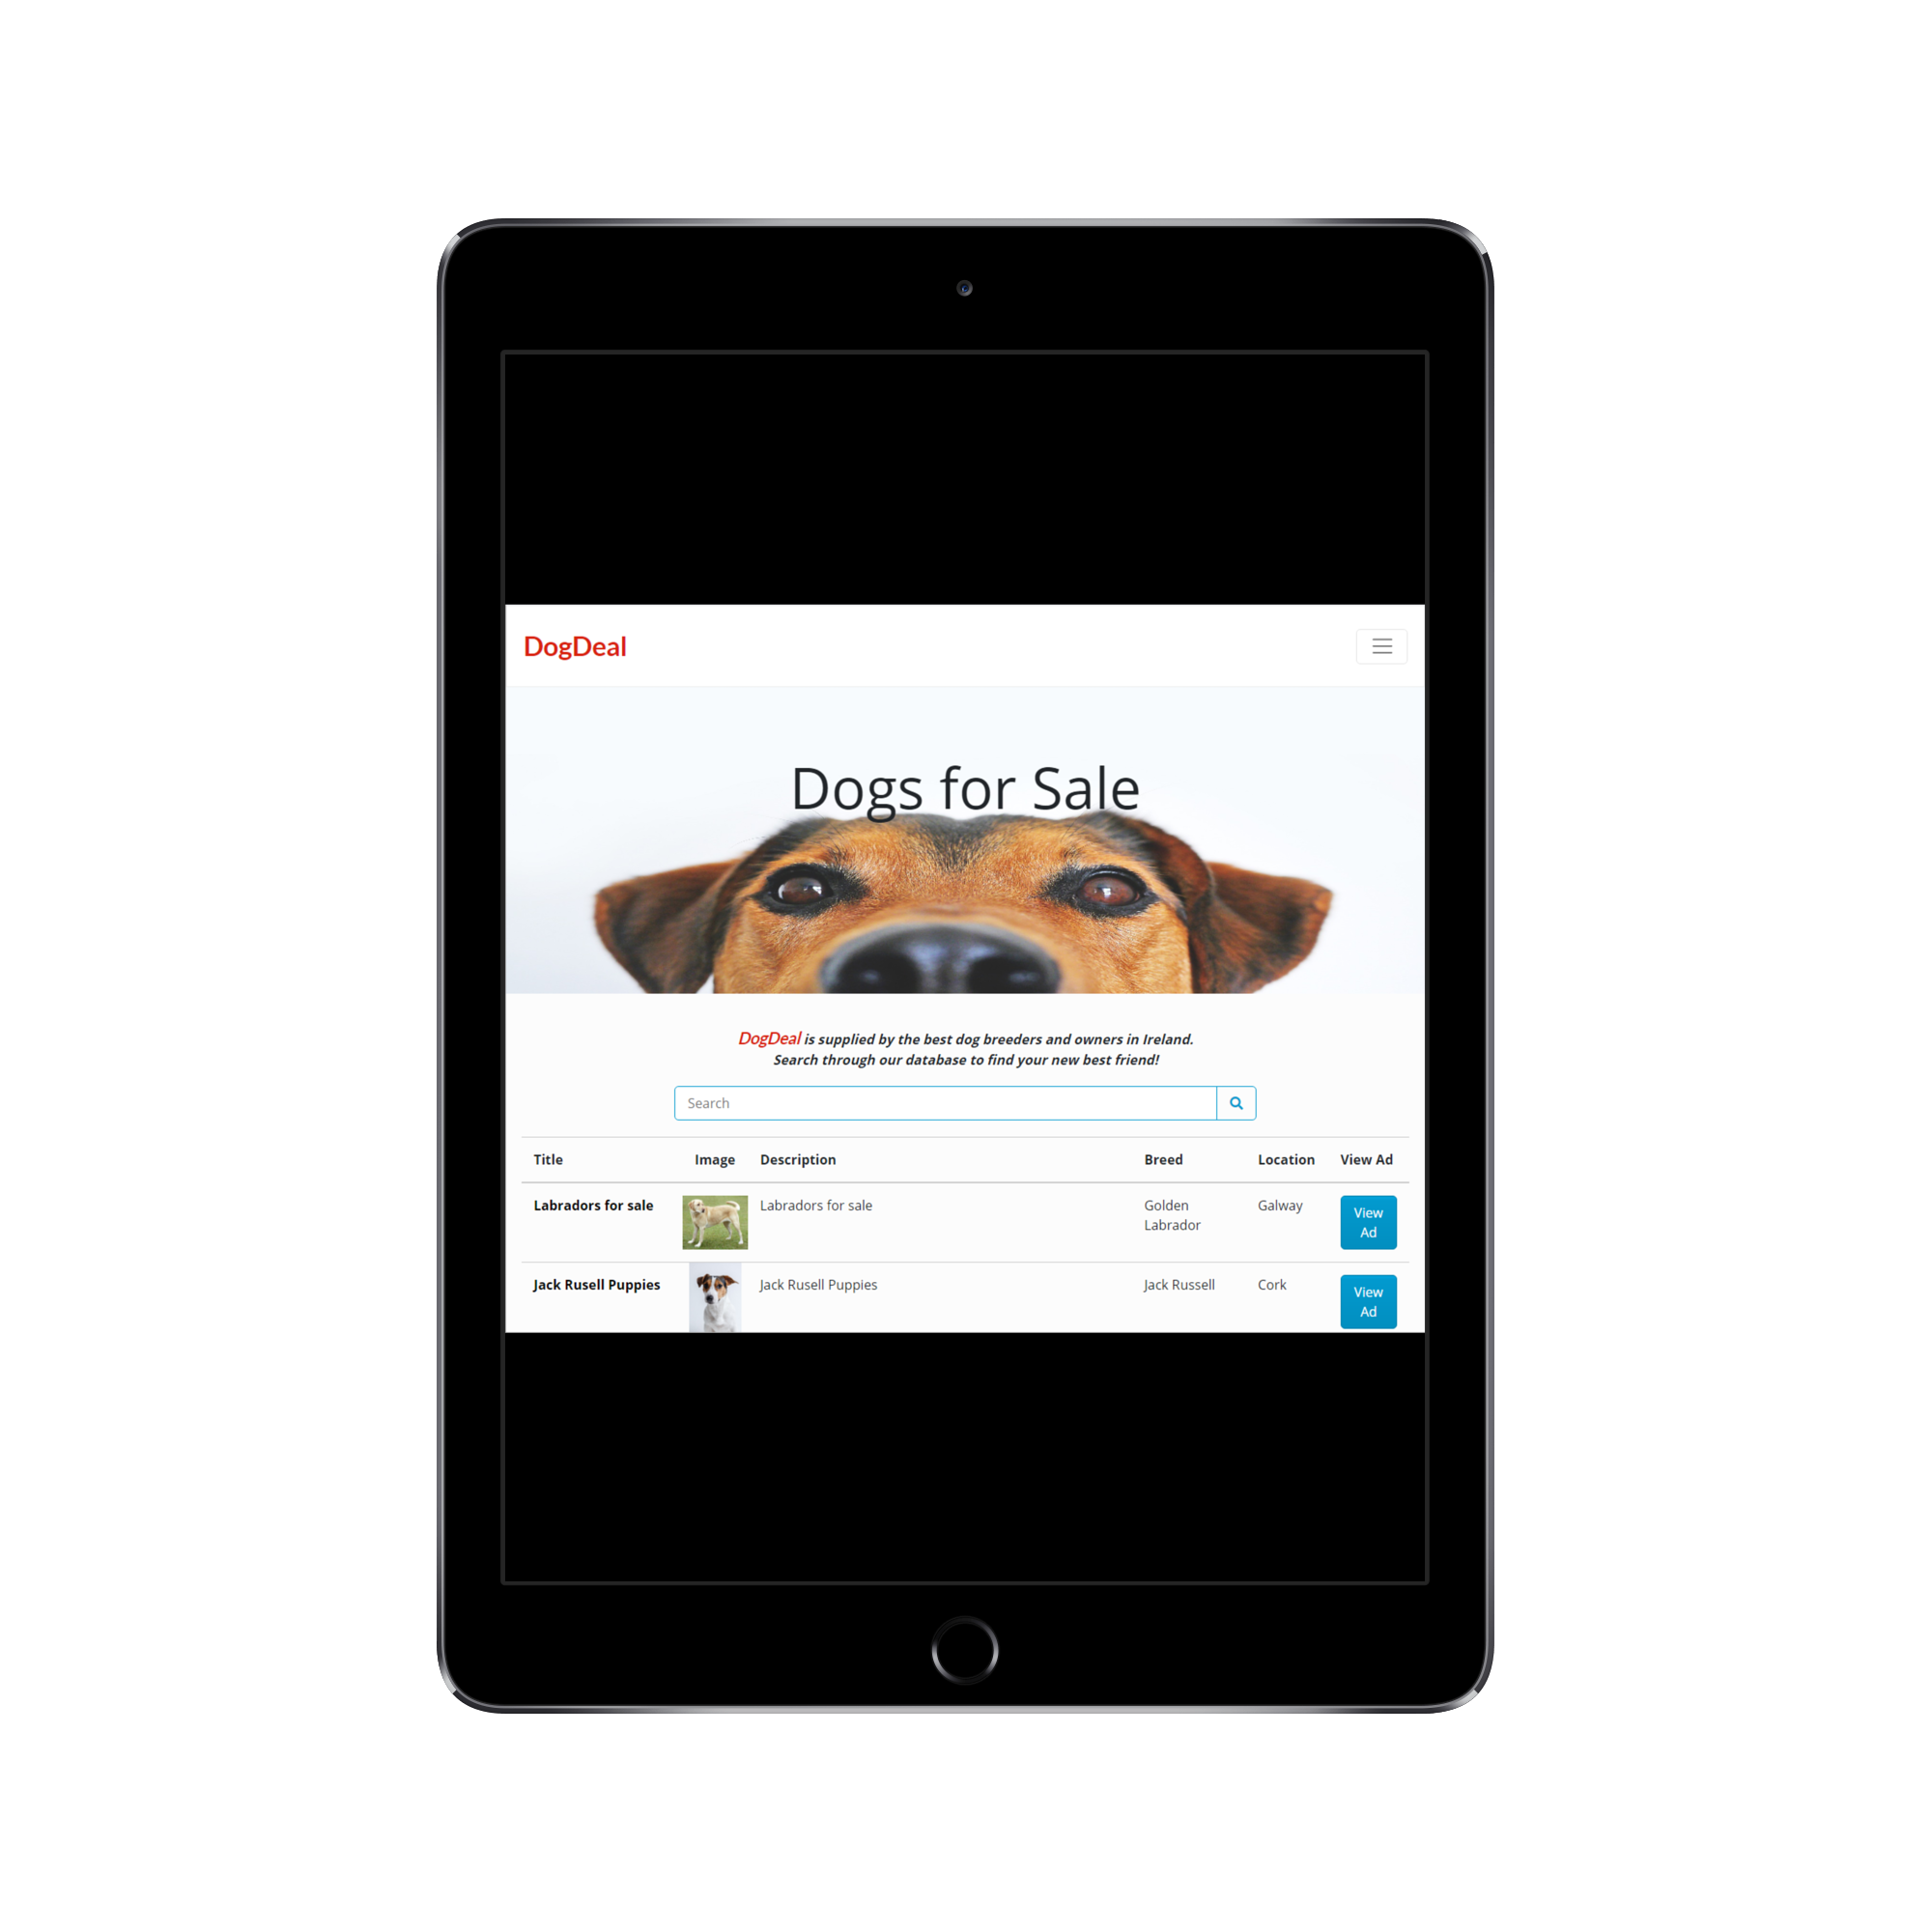 DogDeal
Dogs for Sale
DogDeal is supplied by the best dog breeders and owners in Ireland.
Search through our database to find your new best friend!
Search
Title Image Description Breed Location View Ad
Labradors for sale Labradors for sale Golden Labrador Galway View Ad
Jack Rusell Puppies Jack Rusell Puppies Jack Russell Cork View Ad